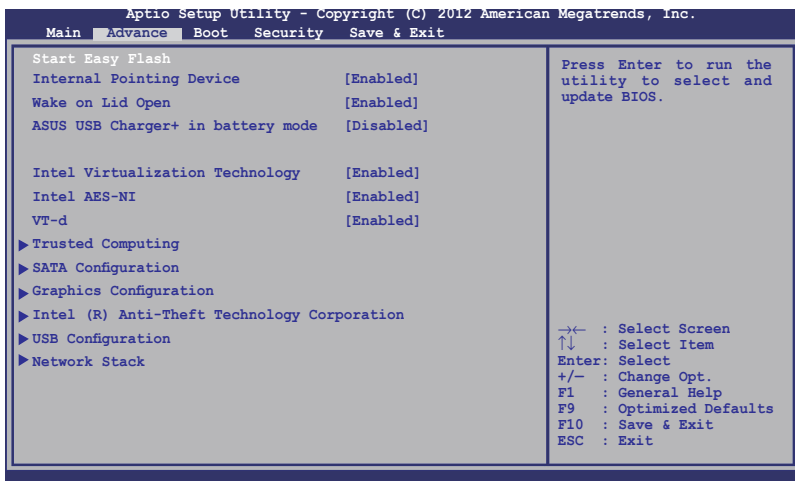 Aptio Setup Utility - Copyright (C) 2012 American Megatrends, Inc.
Main Advance Boot Security Save & Exit
Start Easy Flash
Internal Pointing Device [Enabled]
Wake on Lid Open [Enabled]
ASUS USB Charger+ in battery mode [Disabled]
Intel Virtualization Technology [Enabled]
Intel AES-NI [Enabled]
VT-d [Enabled]
Trusted Computing
SATA Configuration
Graphics Configuration
Intel (R) Anti-Theft Technology Corporation
USB Configuration
Network Stack
Press Enter to run the
utility to select and
update BIOS.
→← : Select Screen
↑↓ : Select Item
Enter: Select
+/— : Change Opt.
F1 : General Help
F9 : Optimized Defaults
F10 : Save & Exit
ESC : Exit